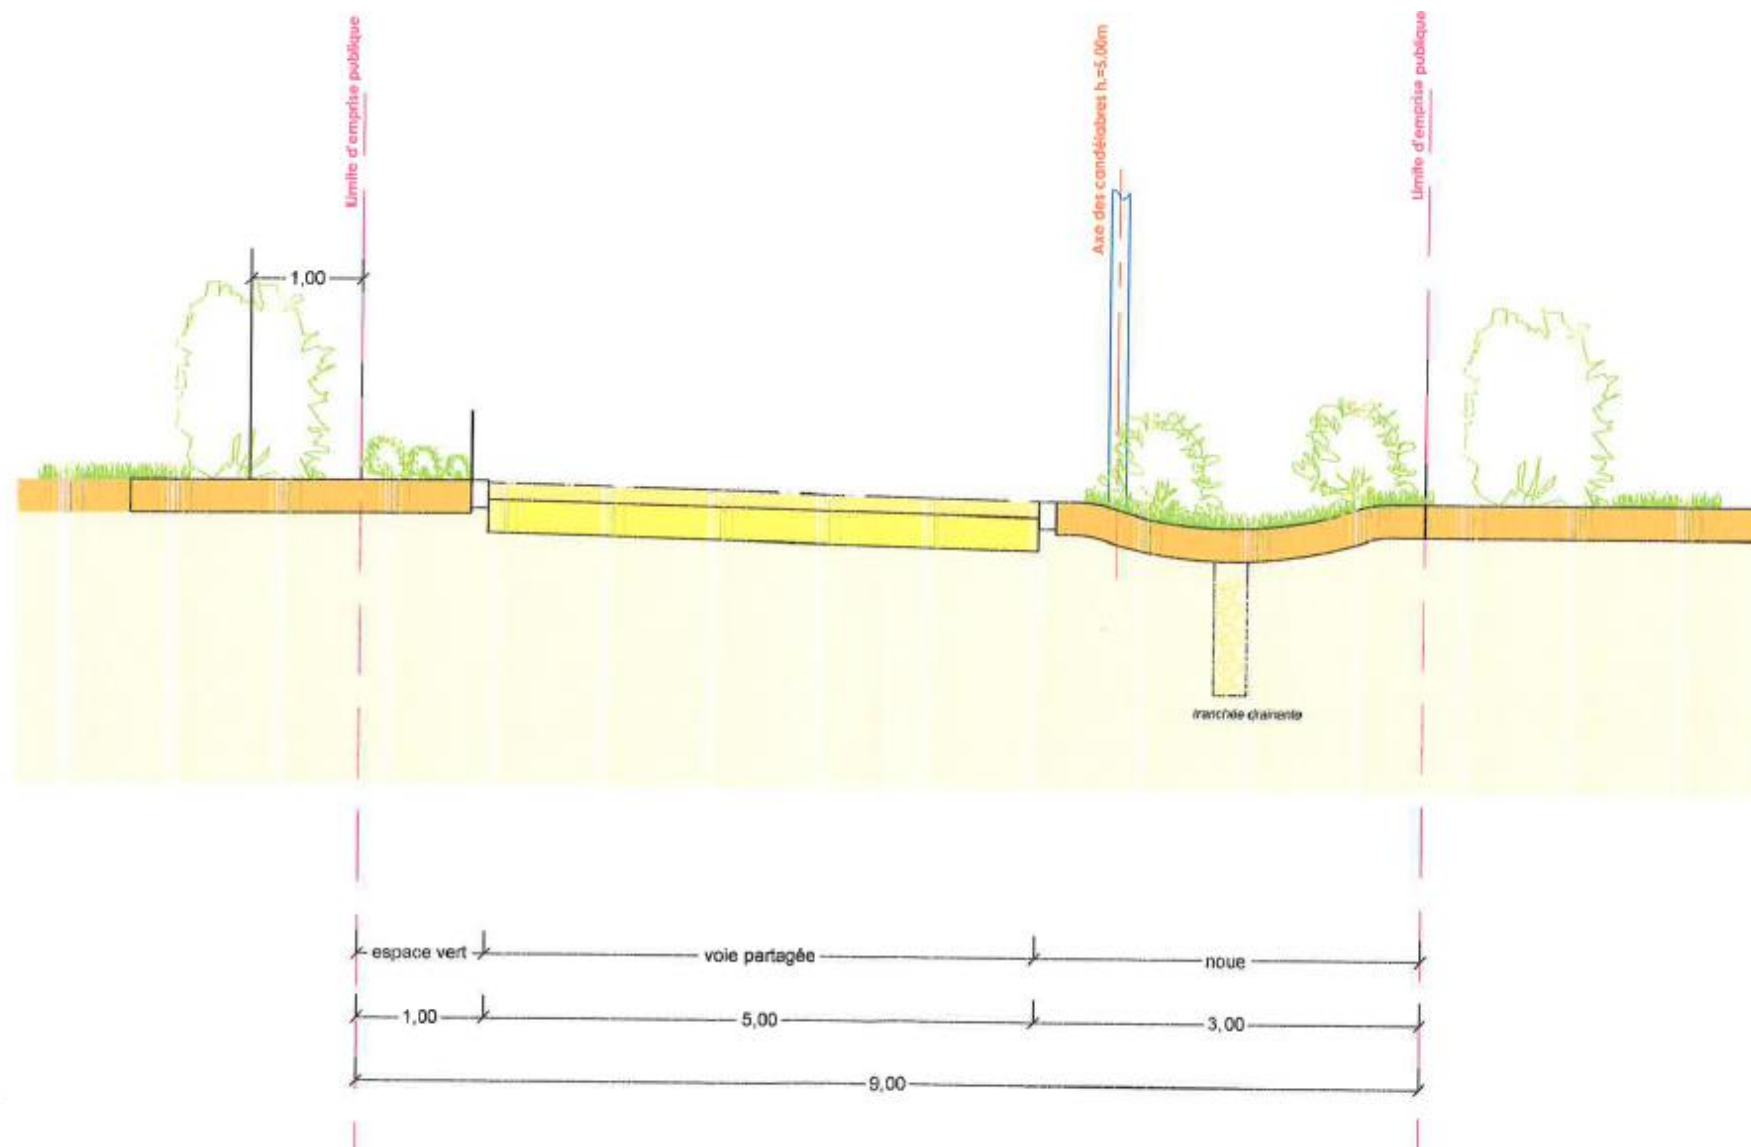 Limite d'emprise publique
Axe des candélabres h.=5,00m
Limite d'emprise publique
1,00
tranchée drainante
espace vert
voie partagée
noue
1,00
5,00
3,00
9,00